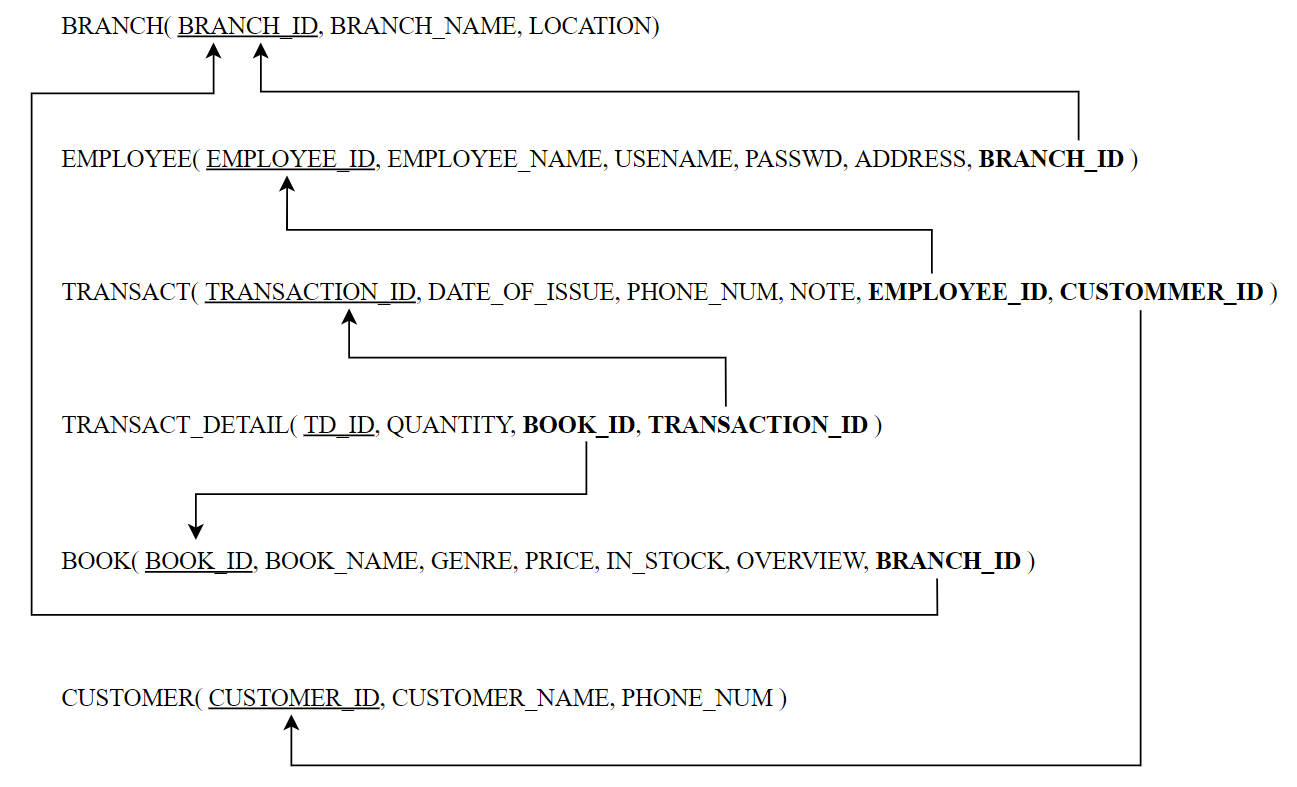 BRANCH( BRANCH_ID, BRANCH_NAME, LOCATION)
EMPLOYEE( EMPLOYEE_ID, EMPLOYEE_NAME, USENAME, PASSWD, ADDRESS, BRANCH_ID )
TRANSACT( TRANSACTION_ID, DATE_OF_ISSUE, PHONE_NUM, NOTE, EMPLOYEE_ID, CUSTOMMER_ID )
TRANSACT_DETAIL( TD_ID, QUANTITY, BOOK_ID, TRANSACTION_ID )
BOOK( BOOK_ID, BOOK_NAME, GENRE, PRICE, IN_STOCK, OVERVIEW, BRANCH_ID )
CUSTOMER( CUSTOMER_ID, CUSTOMER_NAME, PHONE_NUM )